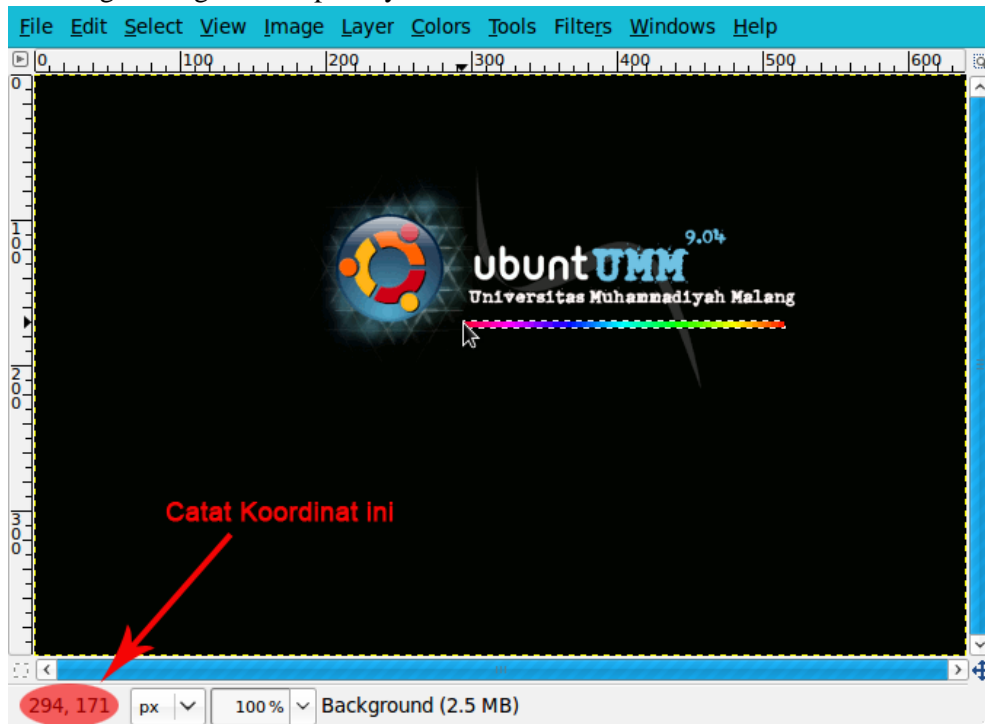 File Edit Select View Image Layer Colors Tools Filters Windows Help
0 100 200 300 400 500 600
0
100
200
300
9.04
ubuntUMM
Universitas Muhammadiyah Malang
Catat Koordinat ini
294, 171 px 100 % Background (2.5 MB)